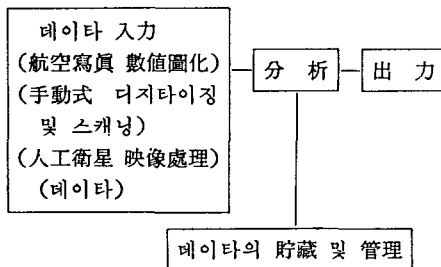 데이타 入力
(航空寫眞 數値圖化)
(手動式 디지타이징
및 스캐닝)
(人工衛星 映像處理)
(데이타)
分 析
出 力
데이타의 貯藏 및 管理